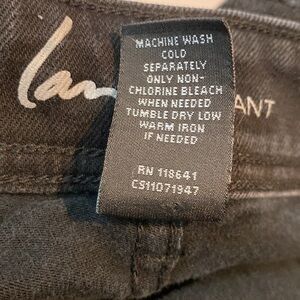 MACHINE WASH
COLD
SEPARATELY
ONLY NON-
CHLORINE BLEACH
WHEN NEEDED
TUMBLE DRY LOW
WARM IRON
IF NEEDED
RN 118641
CS11071947